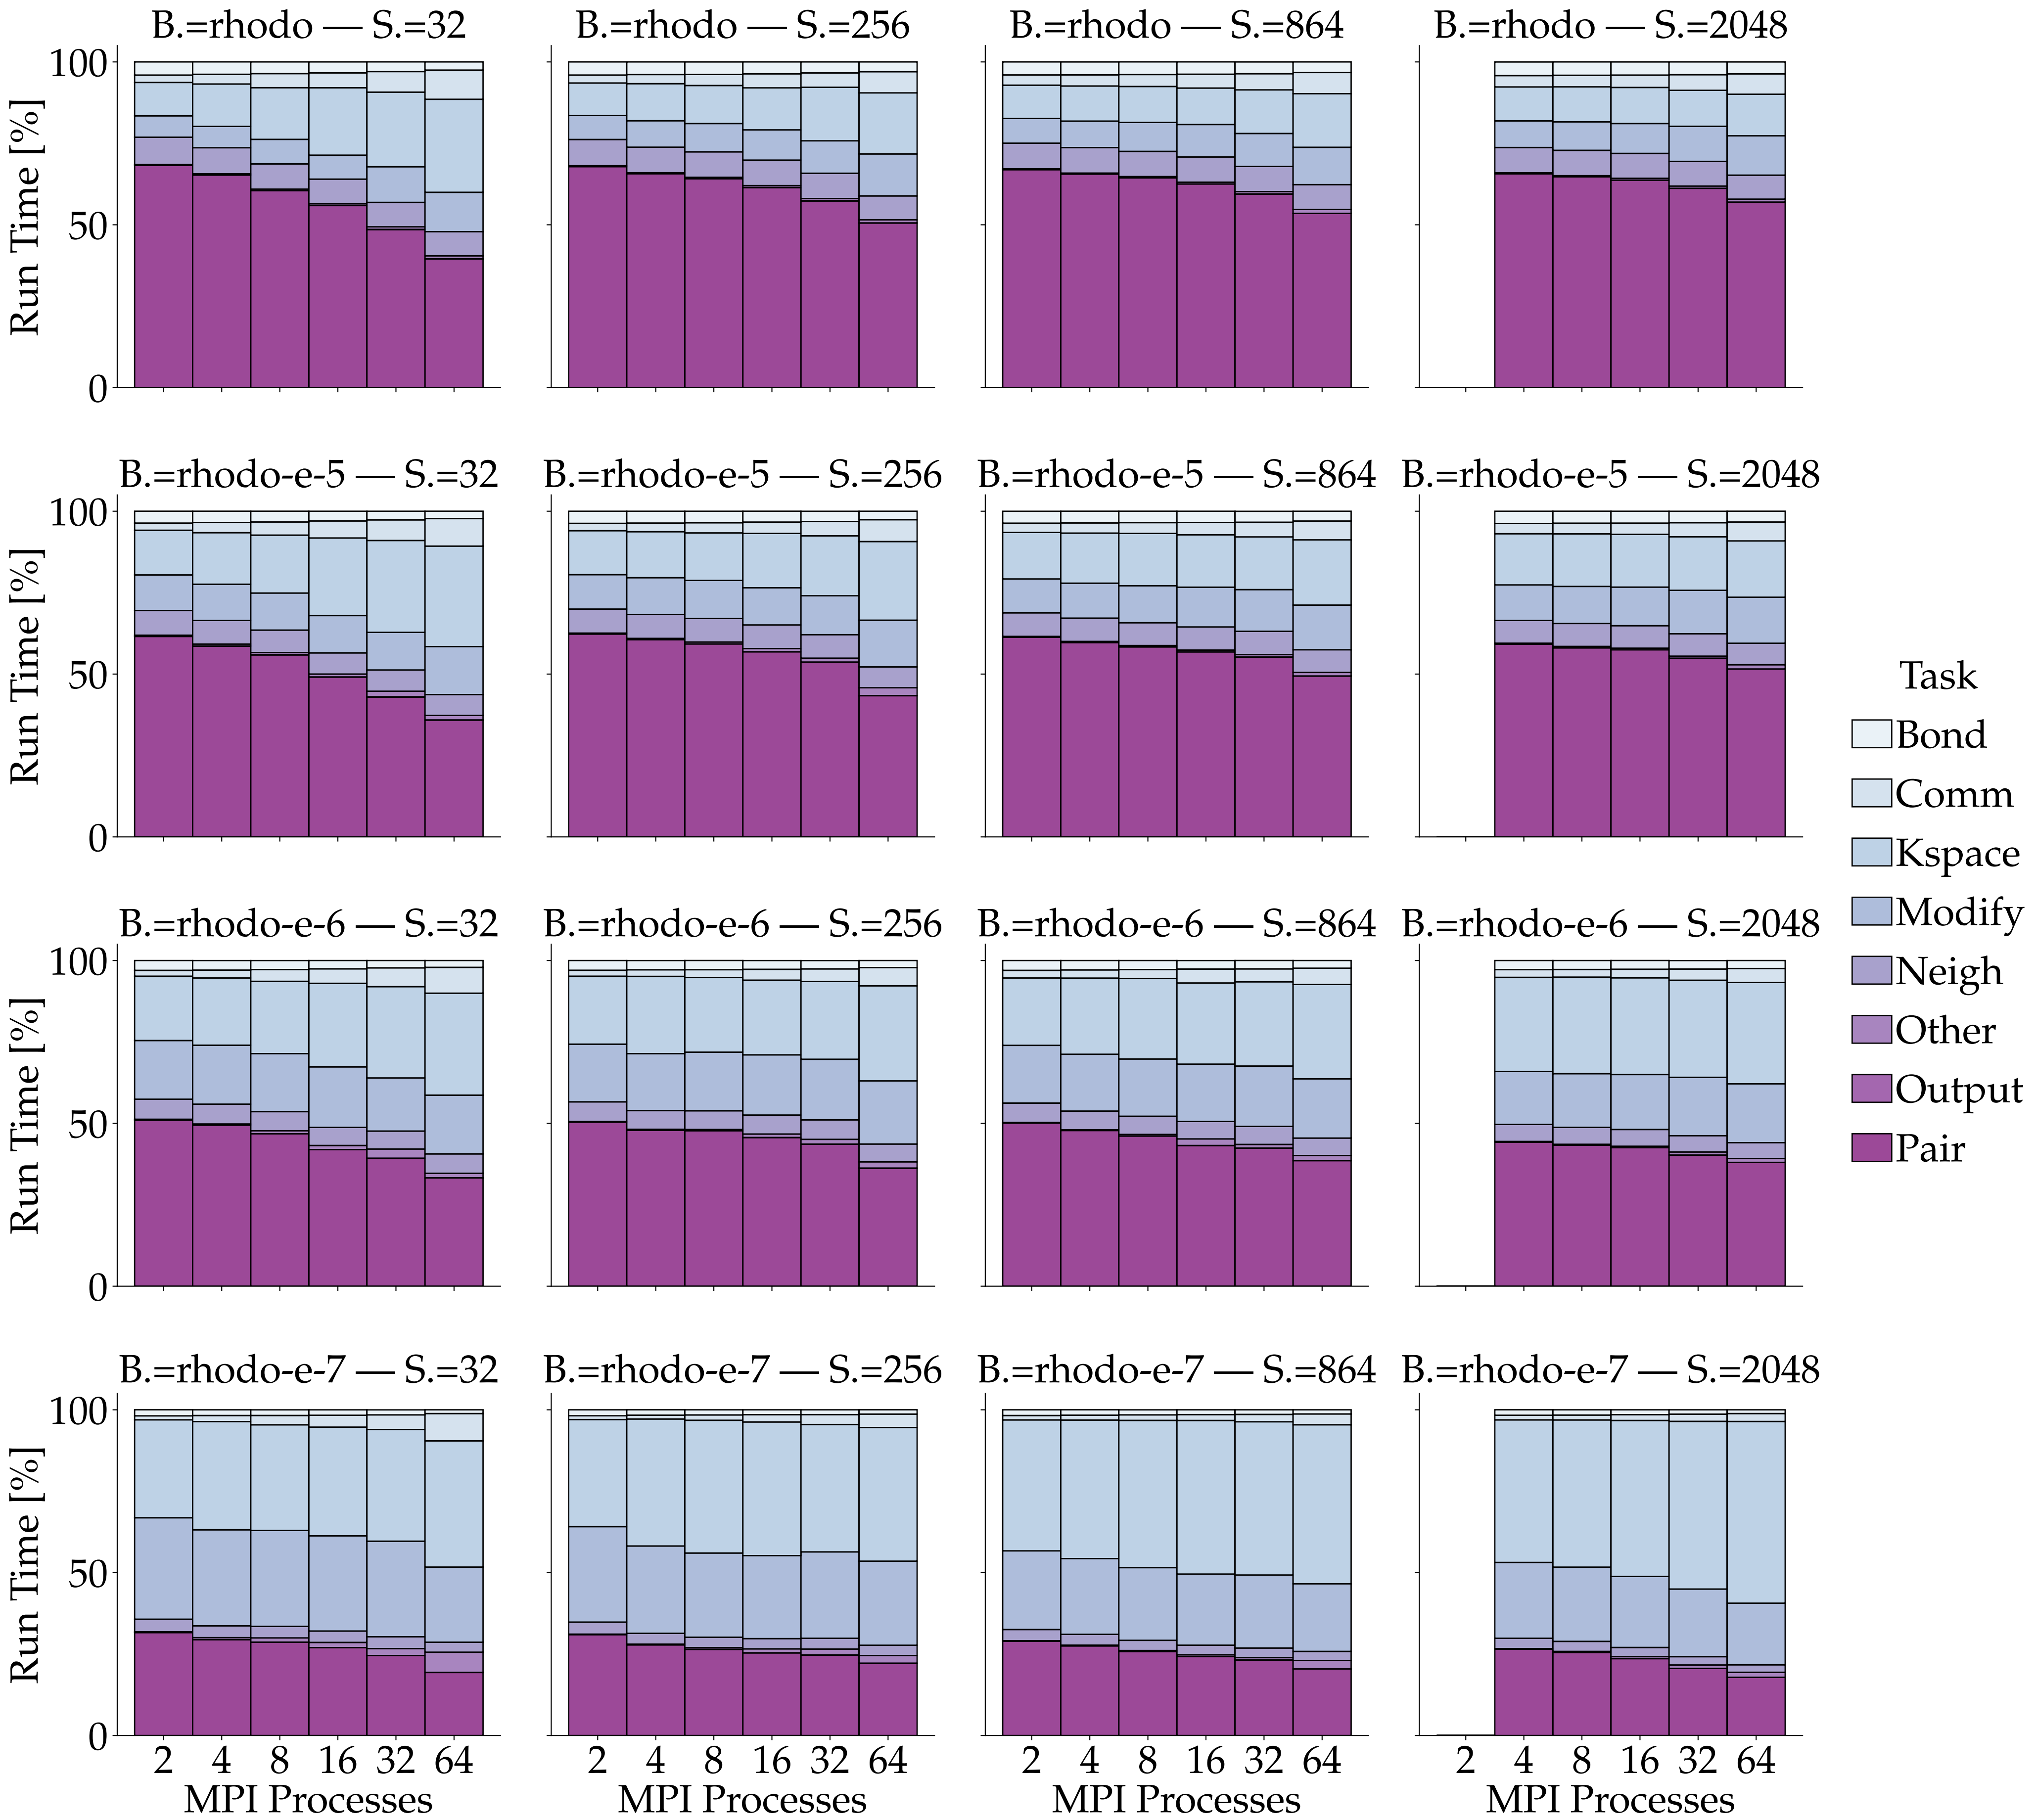 B.=rhodo — S.=32
B.=rhodo — S.=256
B.=rhodo — S.=864
B.=rhodo — S.=2048
Run Time [%]
100
50
0
B.=rhodo-e-5 — S.=32
B.=rhodo-e-5 — S.=256
B.=rhodo-e-5 — S.=864
B.=rhodo-e-5 — S.=2048
Run Time [%]
100
50
0
B.=rhodo-e-6 — S.=32
B.=rhodo-e-6 — S.=256
B.=rhodo-e-6 — S.=864
B.=rhodo-e-6 — S.=2048
Run Time [%]
100
50
0
B.=rhodo-e-7 — S.=32
B.=rhodo-e-7 — S.=256
B.=rhodo-e-7 — S.=864
B.=rhodo-e-7 — S.=2048
Run Time [%]
100
50
0
2 4 8 16 32 64
MPI Processes
2 4 8 16 32 64
MPI Processes
2 4 8 16 32 64
MPI Processes
2 4 8 16 32 64
MPI Processes
Task
Bond
Comm
Kspace
Modify
Neigh
Other
Output
Pair